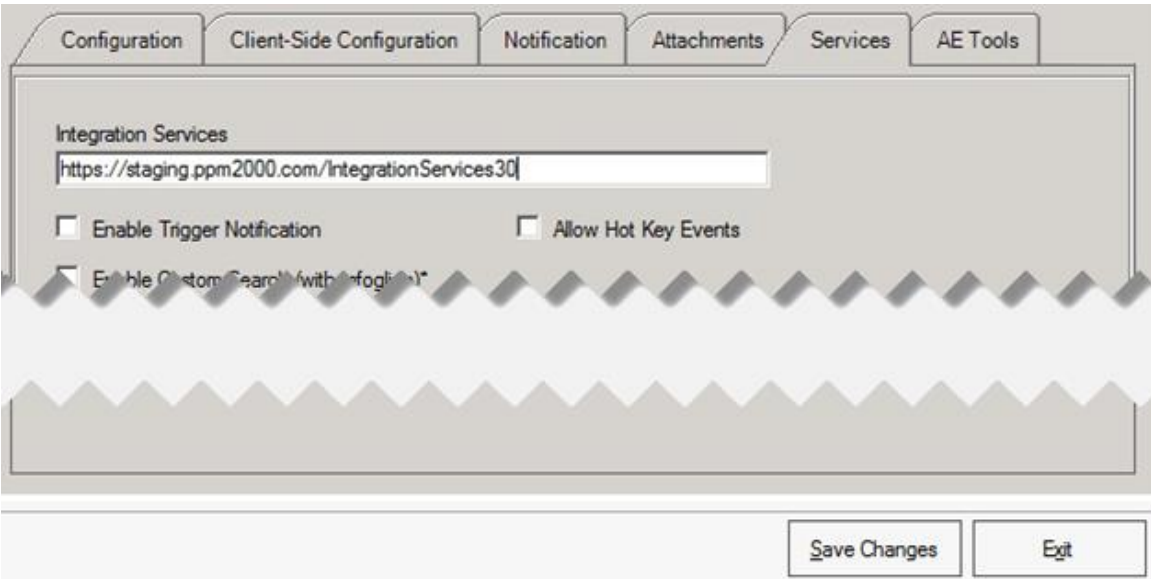 Configuration Client-Side Configuration Notification Attachments Services AE Tools
Integration Services
https://staging.ppm2000.com/IntegrationServices30
Enable Trigger Notification Allow Hot Key Events
Search
Save Changes Exit